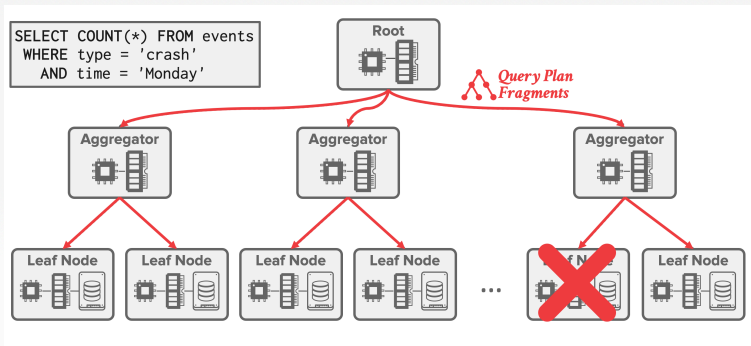 SELECT COUNT(*) FROM events
WHERE type = 'crash'
AND time = 'Monday'
Root
Query Plan
Fragments
Aggregator
Aggregator
Aggregator
Leaf Node
Leaf Node
Leaf Node
Leaf Node
...
Leaf Node